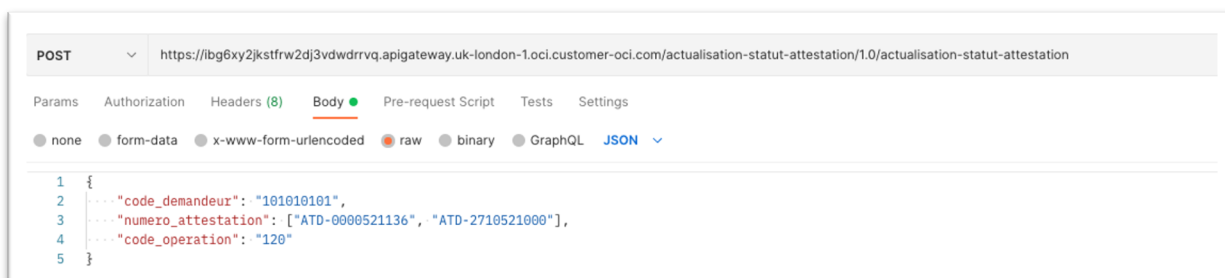 POST https://ibg6xy2jkstfrw2dj3vdwdrrvq.apigateway.uk-london-1.oci.customer-oci.com/actualisation-statut-attestation/1.0/actualisation-statut-attestation
Params Authorization Headers (8) Body Pre-request Script Tests Settings
none form-data x-www-form-urlencoded raw binary GraphQL JSON
1 {
2 "code_demandeur": "101010101",
3 "numero_attestation": ["ATD-0000521136", "ATD-2710521000"],
4 "code_operation": "120"
5 }